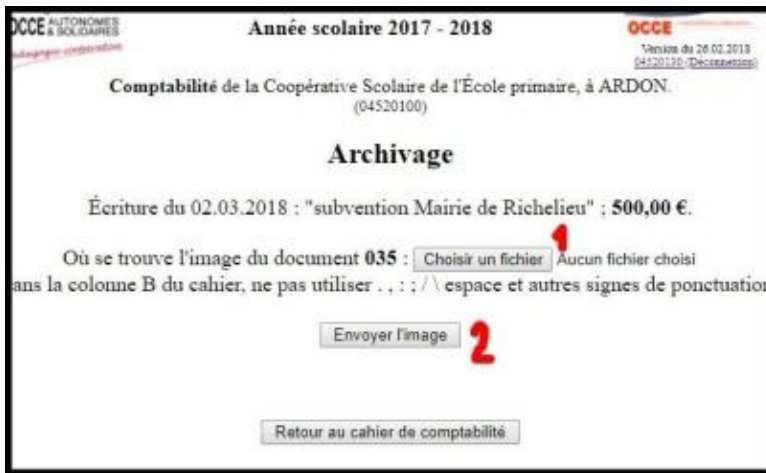 OCCE AUTONOMES
& SOLIDAIRES
Année scolaire 2017 - 2018
OCCE
Version du 26.02.2018
(Déconnexion)
Comptabilité de la Coopérative Scolaire de l'École primaire, à ARDON.
(04520100)
Archivage
Écriture du 02.03.2018 : "subvention Mairie de Richelieu" ; 500,00 €.
1
Où se trouve l'image du document 035 : Choisir un fichier Aucun fichier choisi
ans la colonne B du cahier, ne pas utiliser . , : ; / \ espace et autres signes de ponctuation
Envoyer l'image 2
Retour au cahier de comptabilité